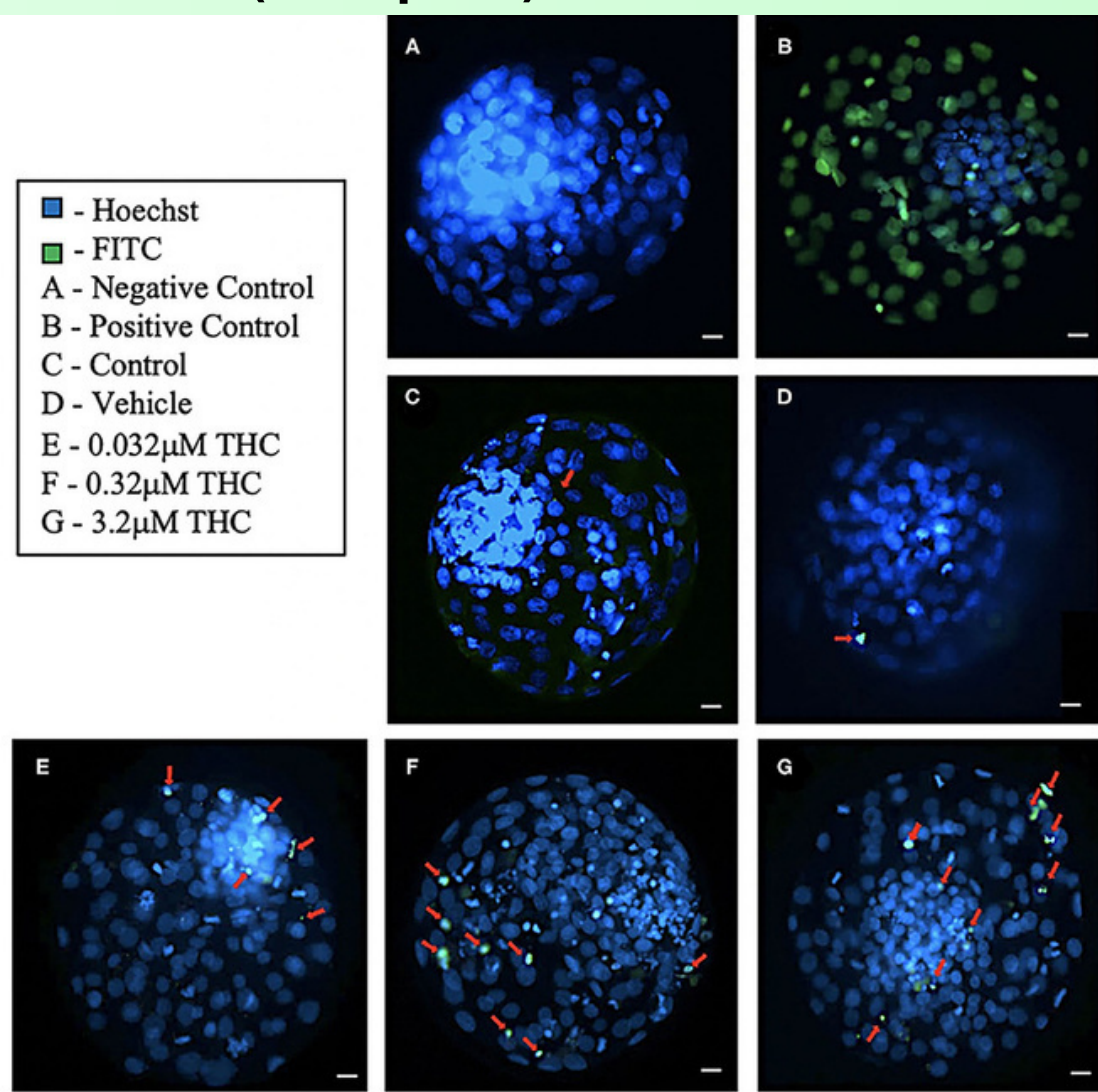 A
B
- Hoechst
- FITC
A - Negative Control
B - Positive Control
C - Control
D - Vehicle
E - 0.032μM THC
F - 0.32μM THC
G - 3.2μM THC
C
D
E
F
G